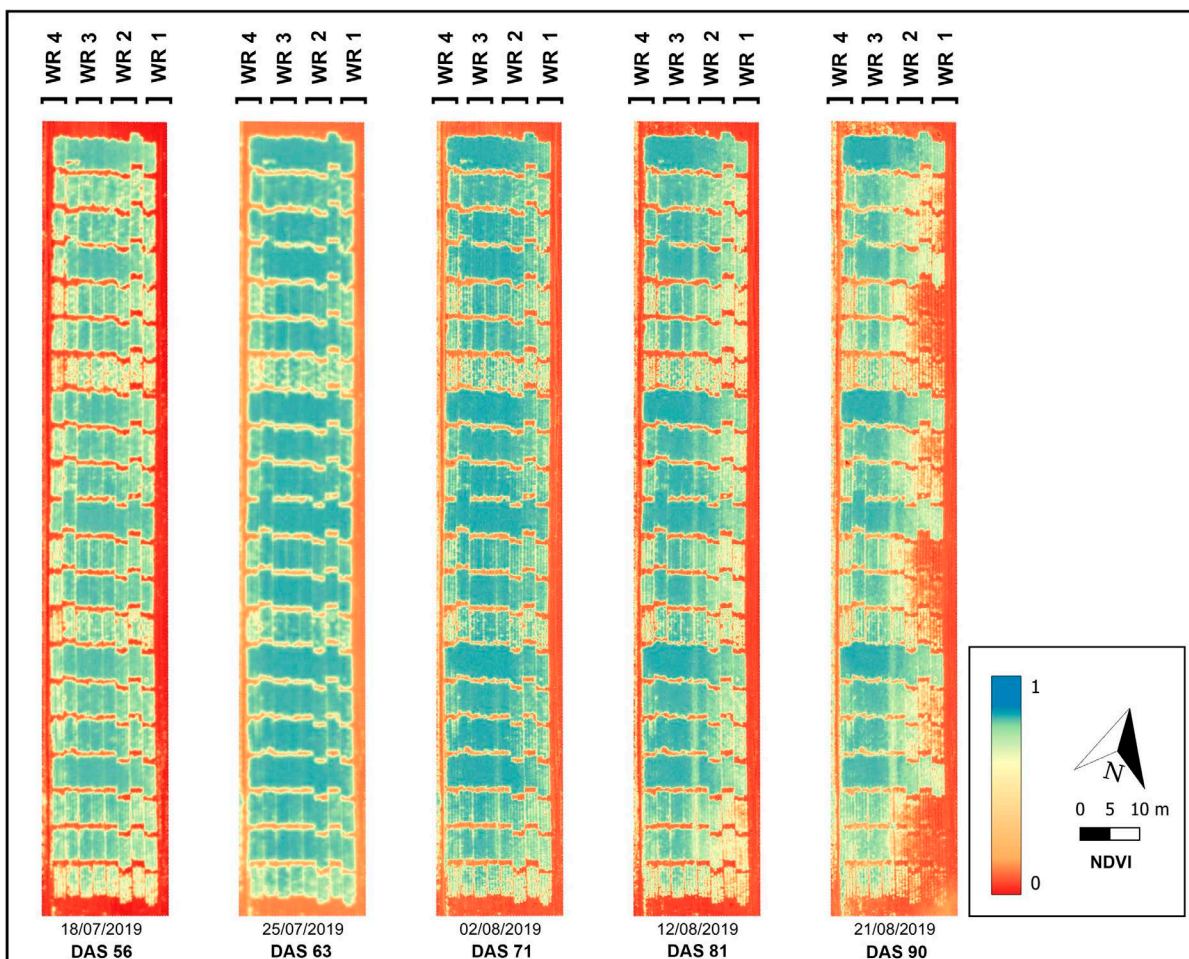 WR 4 WR 3 WR 2 WR 1
WR 4 WR 3 WR 2 WR 1
WR 4 WR 3 WR 2 WR 1
WR 4 WR 3 WR 2 WR 1
WR 4 WR 3 WR 2 WR 1
1
0
N
0 5 10 m
NDVI
18/07/2019
DAS 56
25/07/2019
DAS 63
02/08/2019
DAS 71
12/08/2019
DAS 81
21/08/2019
DAS 90